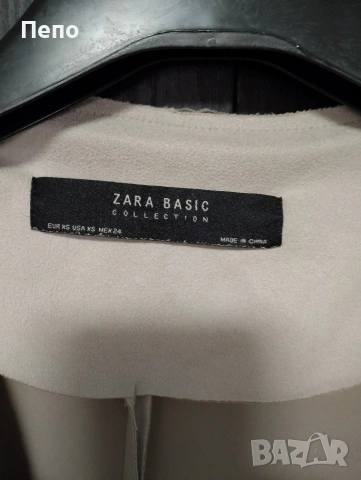 Пепо
ZARA BASIC
COLLECTION
EUR XS USA XS MEX 24
MADE IN CHINA
BAZAR